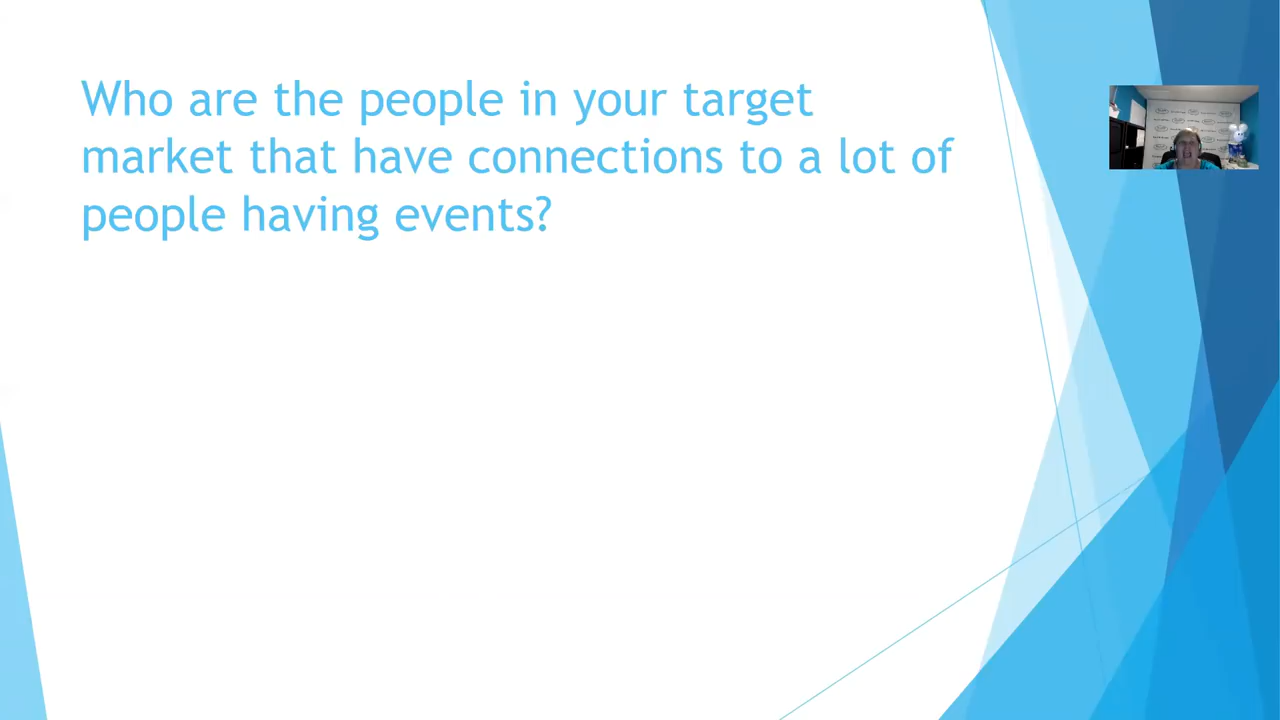 Who are the people in your target
market that have connections to a lot of
people having events?